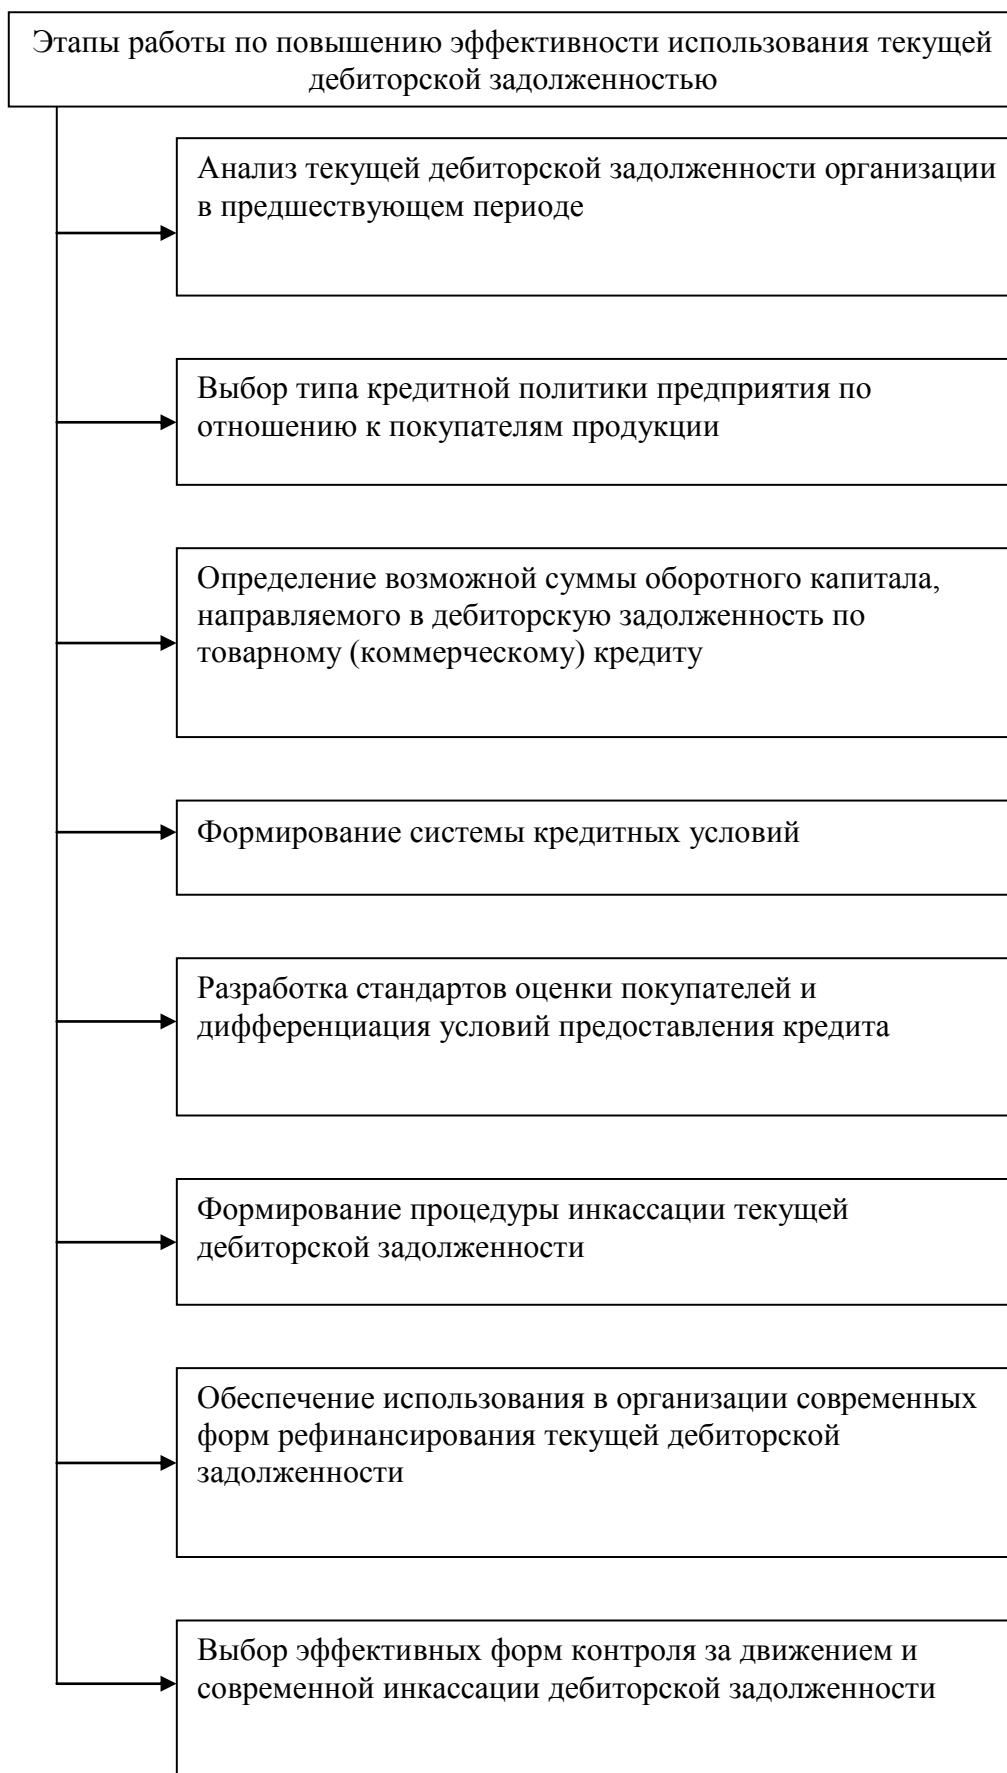 Этапы работы по повышению эффективности использования текущей
дебиторской задолженностью
Анализ текущей дебиторской задолженности организации
в предшествующем периоде
Выбор типа кредитной политики предприятия по
отношению к покупателям продукции
Определение возможной суммы оборотного капитала,
направляемого в дебиторскую задолженность по
товарному (коммерческому) кредиту
Формирование системы кредитных условий
Разработка стандартов оценки покупателей и
дифференциация условий предоставления кредита
Формирование процедуры инкассации текущей
дебиторской задолженности
Обеспечение использования в организации современных
форм рефинансирования текущей дебиторской
задолженности
Выбор эффективных форм контроля за движением и
современной инкассации дебиторской задолженности